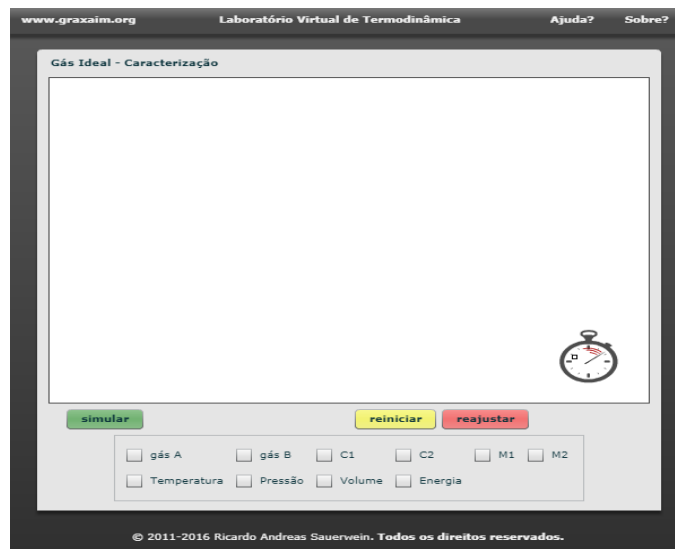 www.graxaim.org Laboratório Virtual de Termodinâmica Ajuda? Sobre?
Gás Ideal - Caracterização
simular reiniciar reajustar
gás A gás B C1 C2 M1 M2
Temperatura Pressão Volume Energia
© 2011-2016 Ricardo Andreas Sauerwein. Todos os direitos reservados.